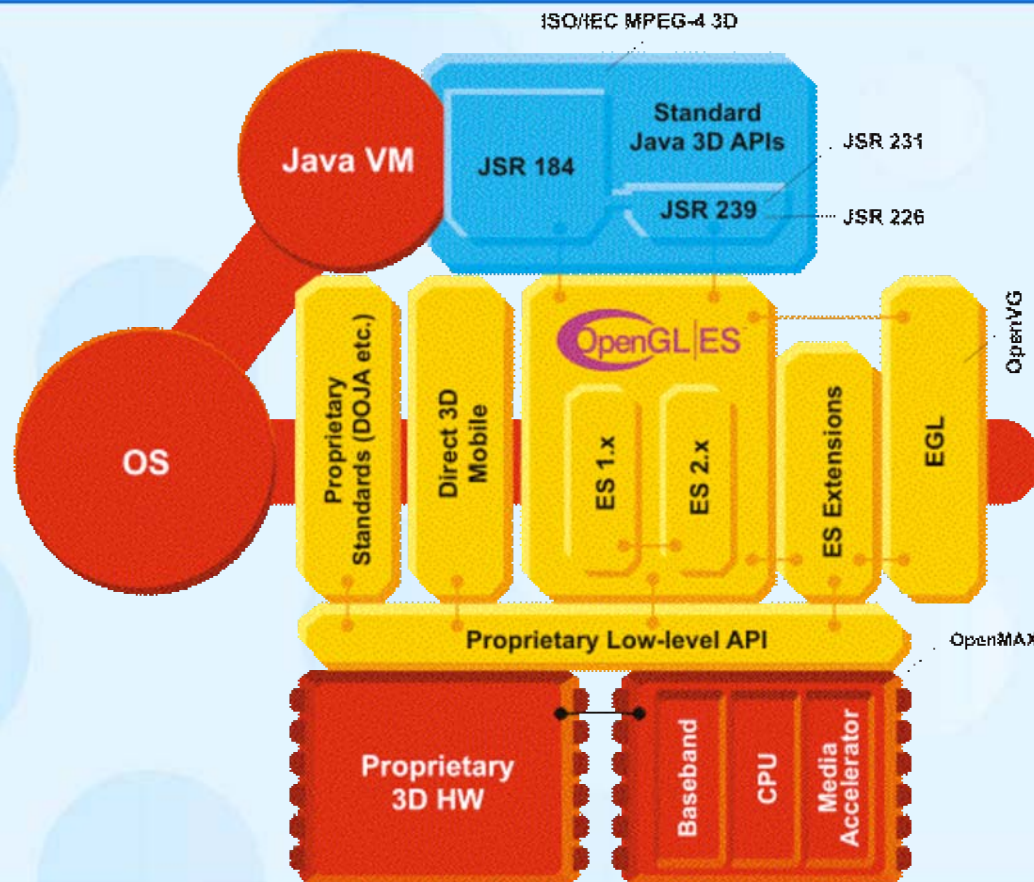 ISO/IEC MPEG-4 3D
Java VM
JSR 184
Standard
Java 3D APIs
JSR 239
JSR 231
JSR 226
OS
Proprietary
Standards (DOJA etc.)
Direct 3D
Mobile
OpenGL|ES
ES 1.x
ES 2.x
ES Extensions
EGL
OpenVG
Proprietary Low-level API
OpenMAX
Proprietary
3D HW
Baseband
CPU
Media
Accelerator